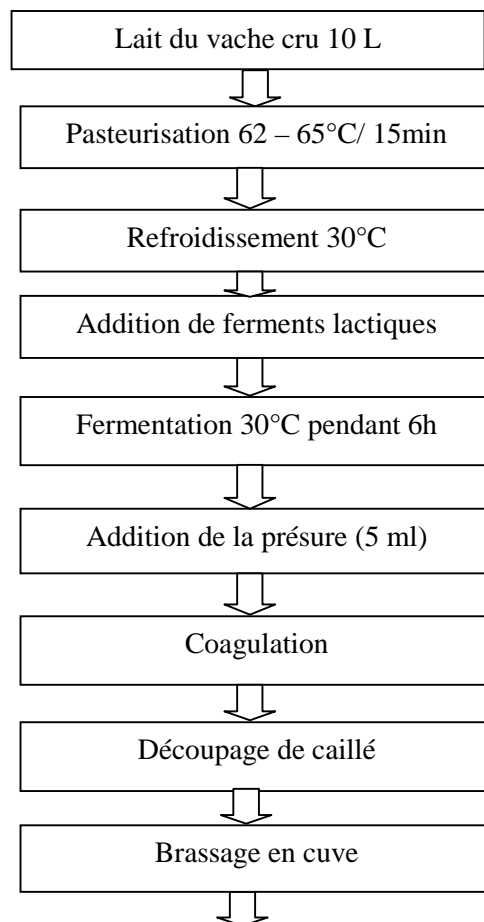 Lait du vache cru 10 L
Pasteurisation 62 – 65°C/ 15min
Refroidissement 30°C
Addition de ferments lactiques
Fermentation 30°C pendant 6h
Addition de la présure (5 ml)
Coagulation
Découpage de caillé
Brassage en cuve